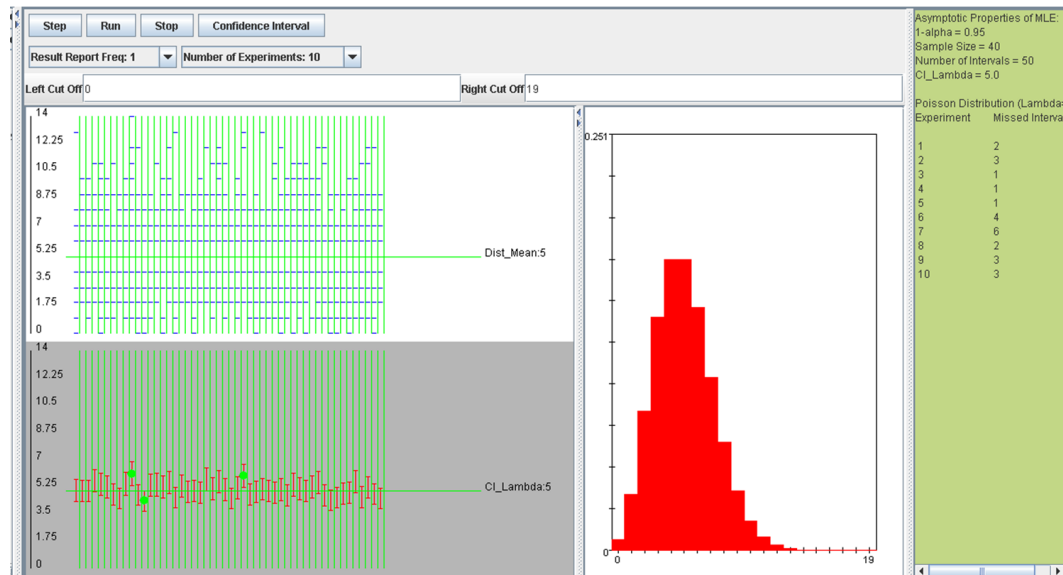 Step Run Stop Confidence Interval
Result Report Freq: 1 Number of Experiments: 10
Left Cut Off 0 Right Cut Off 19
14
12.25
10.5
8.75
7
5.25
3.5
1.75
0
Dist_Mean:5
14
12.25
10.5
8.75
7
5.25
3.5
1.75
0
CI_Lambda:5
0.251
0
0 19
Asymptotic Properties of MLE:
1-alpha = 0.95
Sample Size = 40
Number of Intervals = 50
CI_Lambda = 5.0
Poisson Distribution (Lambda=
Experiment Missed Interva
1 2
2 3
3 1
4 1
5 1
6 4
7 6
8 2
9 3
10 3